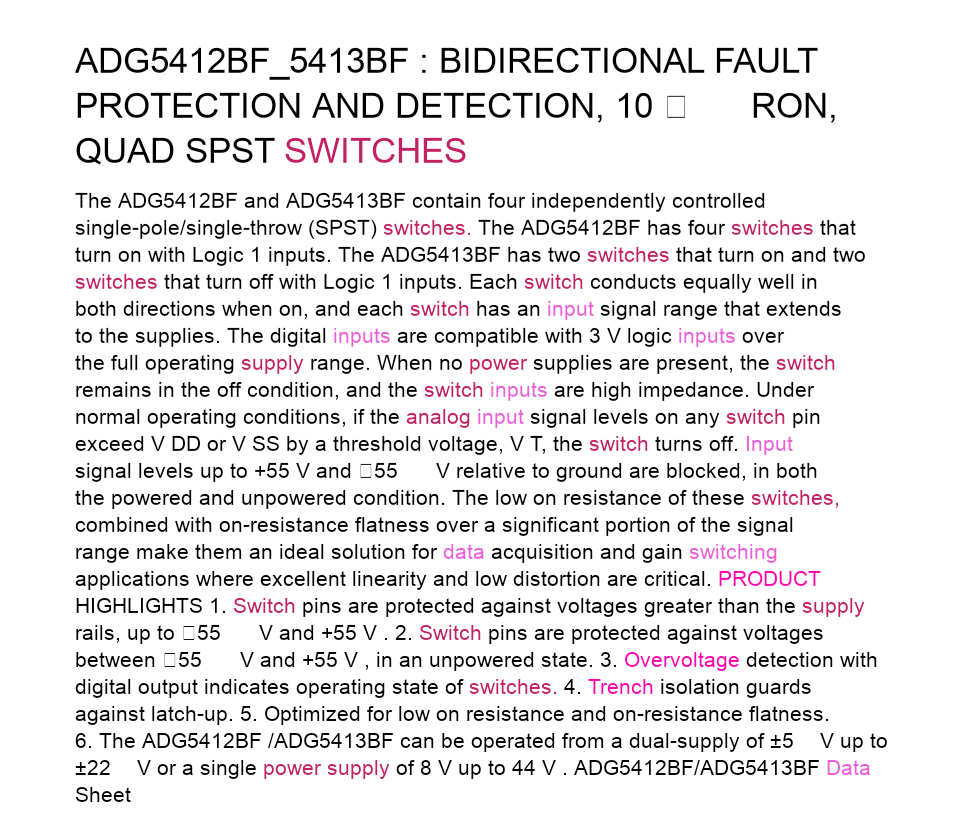 ADG5412BF_5413BF : BIDIRECTIONAL FAULT
PROTECTION AND DETECTION, 10 □ RON,
QUAD SPST SWITCHES
The ADG5412BF and ADG5413BF contain four independently controlled
single-pole/single-throw (SPST) switches. The ADG5412BF has four switches that
turn on with Logic 1 inputs. The ADG5413BF has two switches that turn on and two
switches that turn off with Logic 1 inputs. Each switch conducts equally well in
both directions when on, and each switch has an input signal range that extends
to the supplies. The digital inputs are compatible with 3 V logic inputs over
the full operating supply range. When no power supplies are present, the switch
remains in the off condition, and the switch inputs are high impedance. Under
normal operating conditions, if the analog input signal levels on any switch pin
exceed V DD or V SS by a threshold voltage, V T, the switch turns off. Input
signal levels up to +55 V and □55 V relative to ground are blocked, in both
the powered and unpowered condition. The low on resistance of these switches,
combined with on-resistance flatness over a significant portion of the signal
range make them an ideal solution for data acquisition and gain switching
applications where excellent linearity and low distortion are critical. PRODUCT
HIGHLIGHTS 1. Switch pins are protected against voltages greater than the supply
rails, up to □55 V and +55 V . 2. Switch pins are protected against voltages
between □55 V and +55 V , in an unpowered state. 3. Overvoltage detection with
digital output indicates operating state of switches. 4. Trench isolation guards
against latch-up. 5. Optimized for low on resistance and on-resistance flatness.
6. The ADG5412BF /ADG5413BF can be operated from a dual-supply of ±5 V up to
±22 V or a single power supply of 8 V up to 44 V . ADG5412BF/ADG5413BF Data
Sheet